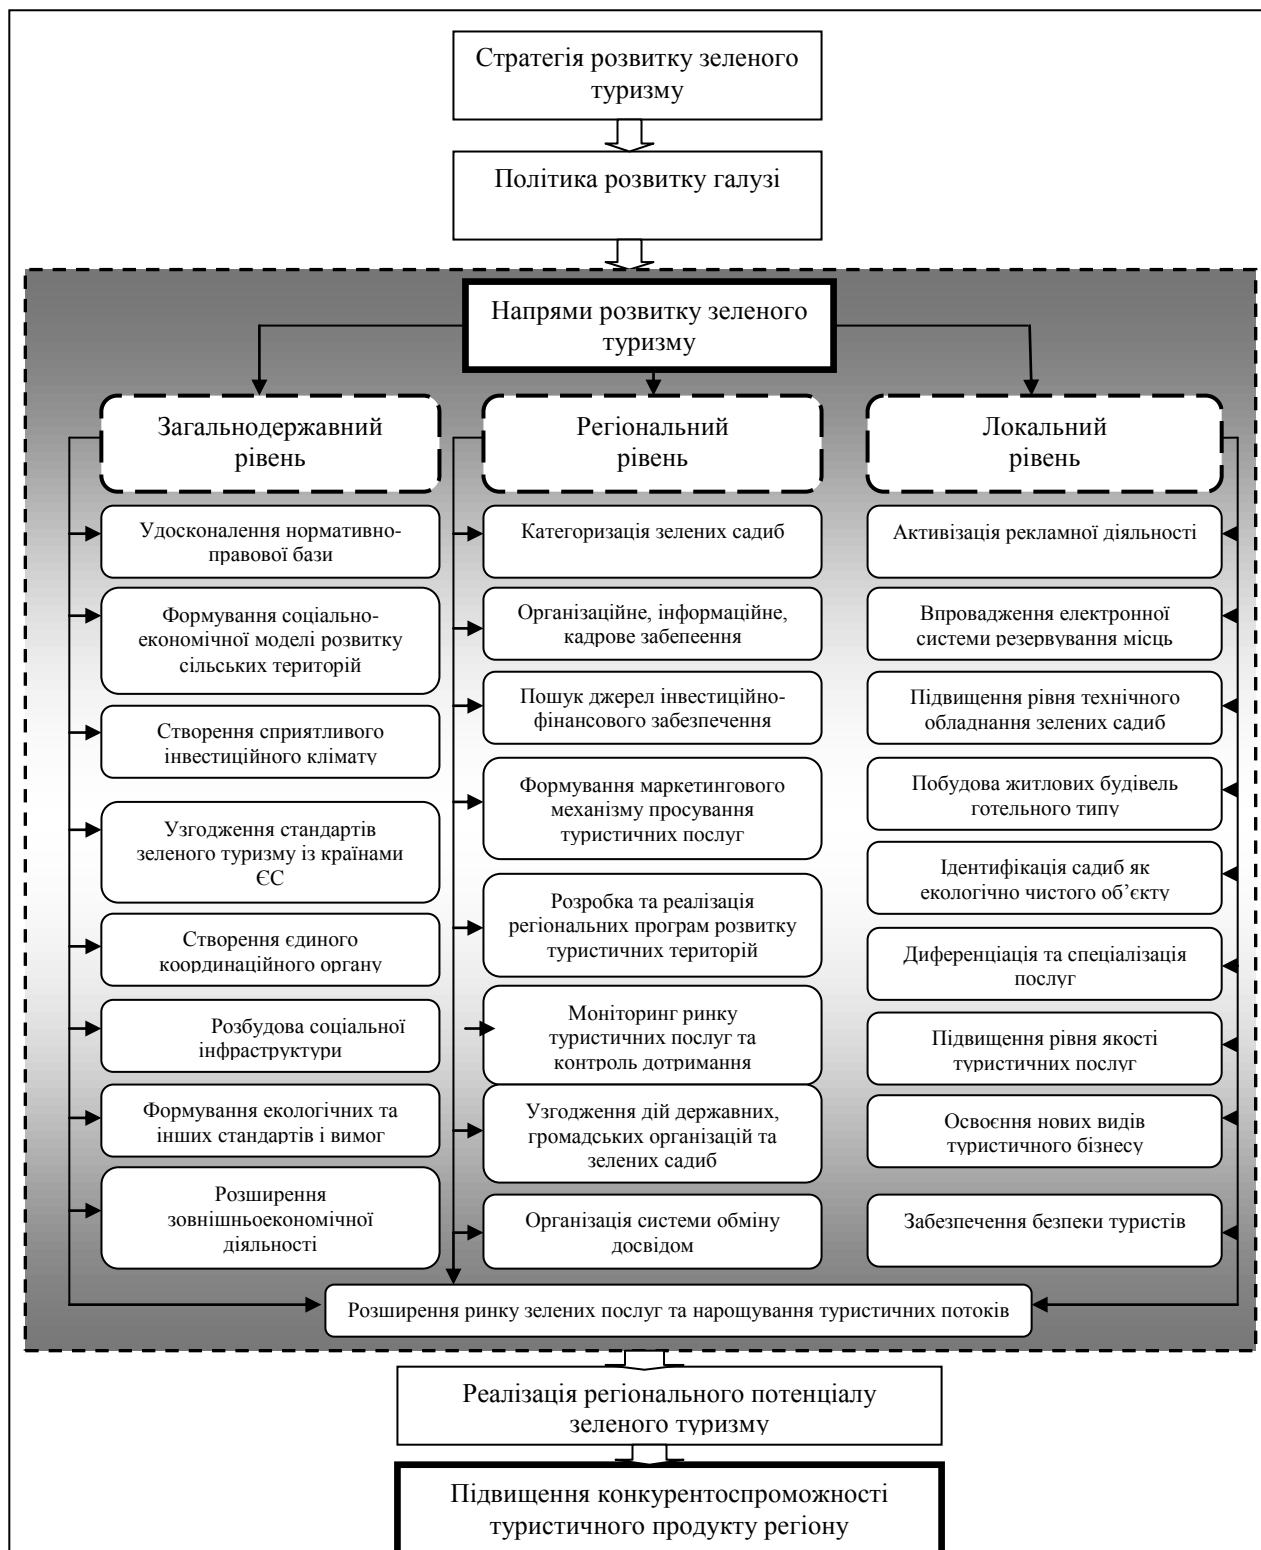 Стратегія розвитку зеленого
туризму
Політика розвитку галузі
Напрями розвитку зеленого
туризму
Загальнодержавний
рівень
Удосконалення нормативно-
правової бази
Формування соціально-
економічної моделі розвитку
сільських територій
Створення сприятливого
інвестиційного клімату
Узгодження стандартів
зеленого туризму із країнами
ЄС
Створення єдиного
координаційного органу
Розбудова соціальної
інфраструктури
Формування екологічних та
інших стандартів і вимог
Розширення
зовнішньоекономічної
діяльності
Регіональний
рівень
Категоризація зелених садиб
Організаційне, інформаційне,
кадрове забепеення
Пошук джерел інвестиційно-
фінансового забезпечення
Формування маркетингового
механізму просування
туристичних послуг
Розробка та реалізація
регіональних програм розвитку
туристичних територій
Моніторинг ринку
туристичних послуг та
контроль дотримання
Узгодження дій державних,
громадських організацій та
зелених садиб
Організація системи обміну
досвідом
Локальний
рівень
Активізація рекламної діяльності
Впровадження електронної
системи резервування місць
Підвищення рівня технічного
обладнання зелених садиб
Побудова житлових будівель
готельного типу
Ідентифікація садиб як
екологічно чистого об’єкту
Диференціація та спеціалізація
послуг
Підвищення рівня якості
туристичних послуг
Освоєння нових видів
туристичного бізнесу
Забезпечення безпеки туристів
Розширення ринку зелених послуг та нарощування туристичних потоків
Реалізація регіонального потенціалу
зеленого туризму
Підвищення конкурентоспроможності
туристичного продукту регіону